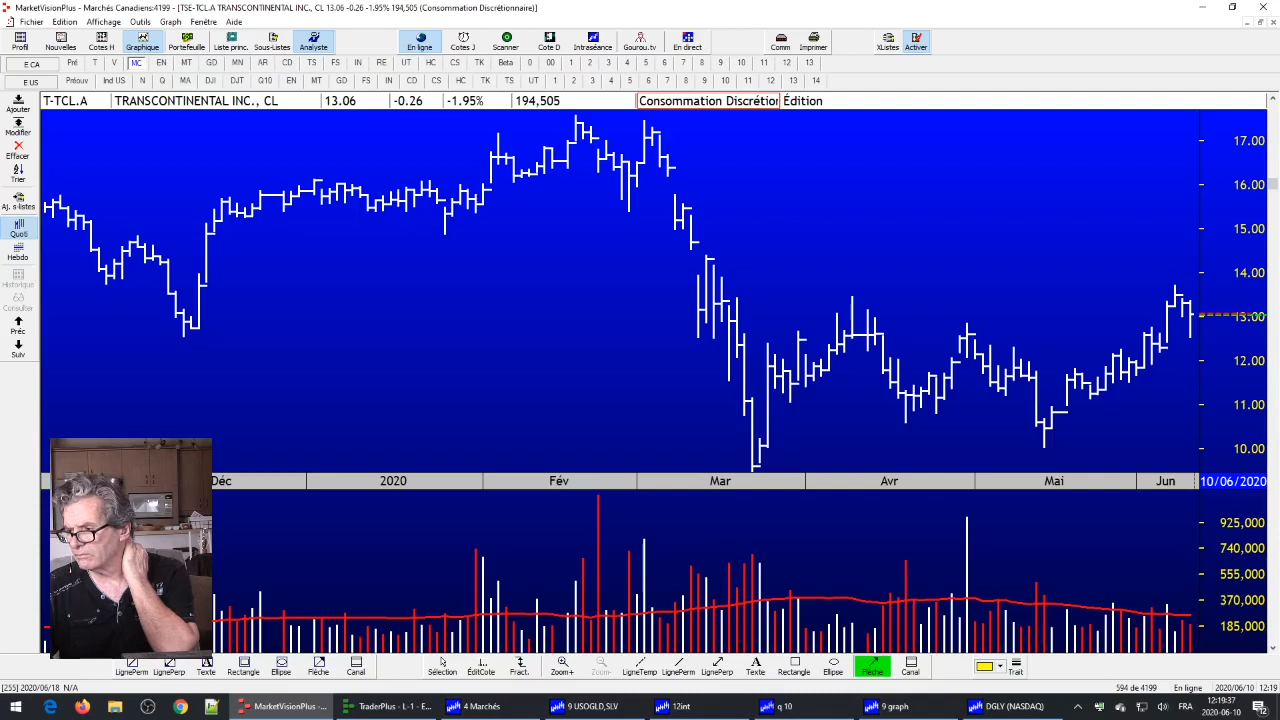 MarketVisionPlus - Marchés Canadiens:4199 - [TSE-TCL.A TRANSCONTINENTAL INC., CL 13.06 -0.26 -1.95% 194,505 (Consommation Discrétionnaire)]
Fichier Edition Affichage Outils Graph Fenêtre Aide
Profil Nouvelles Cotes H Graphique Portefeuille Liste princ. Sous-Listes Analyste En ligne Cotes J Scanner Cote D Intraséance Gourou.tv En direct Comm Imprimer XListes Activer
E CA Pré T V MC EN MT GD MN AR CD TS FS IN RE UT HC CS TK Beta 0 00 1 2 3 4 5 6 7 8 9 10 11 12 13
E US Préouv Ind US N Q MA DJI DJT Q10 EN MT GD FS IN CD CS HC TK TS UT 1 2 3 4 5 6 7 8 9 10 11 12 13 14
T-TCL.A TRANSCONTINENTAL INC., CL 13.06 -0.26 -1.95% 194,505 Consommation Discrétion Édition
Ajouter
Modifier
Effacer
Trier
Aj. s-listes
Quoti
Hebdo
Historique
Consulter
Préc
Suiv
17.00
16.00
15.00
14.00
13.00
12.00
11.00
10.00
Déc 2020 Fév Mar Avr Mai Jun 10/06/2020
925,000
740,000
555,000
370,000
185,000
LignePerm LignePerp Texte Rectangle Ellipse Flèche Canal Sélection ÉditCote Fract. Zoom+ Zoom- LigneTemp LignePerm LignePerp Texte Rectangle Ellipse Flèche Canal Trait
[255] 2020/06/18 N/A 594 de 4199 En ligne 2020/06/10 12:19
MarketVisionPlus -... TraderPlus - L-1 - E... 4 Marchés 9 USOGLD,SLV 12int q 10 9 graph DGLY (NASDAQ) FRA 12:19:37
2020-06-10